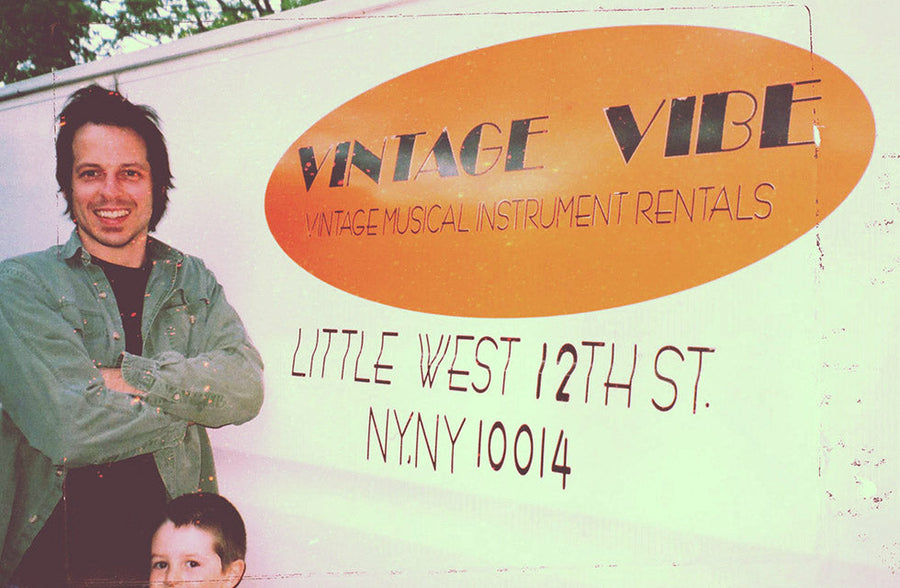 VINTAGE VIBE
VINTAGE MUSICAL INSTRUMENT RENTALS
LITTLE WEST 12TH ST.
NY.NY 10014